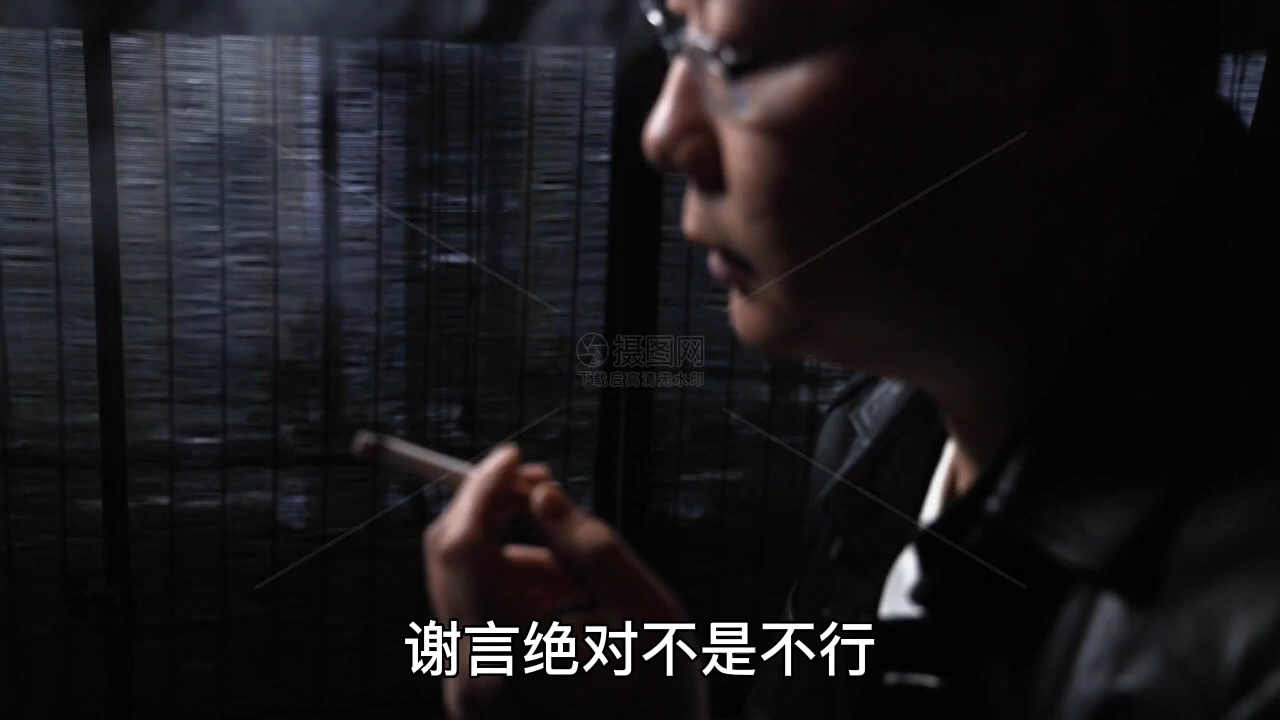 摄图网
下载后高清无水印
谢言绝对不是不行